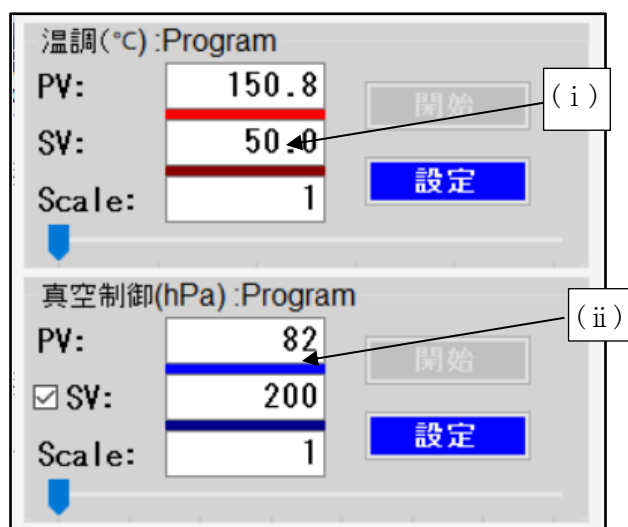 温調(℃) :Program
PV: 150.8 開始
(ⅰ)
SV: 50.0
設定
Scale: 1
真空制御(hPa) :Program
(ⅱ)
PV: 82 開始
SV: 200
設定
Scale: 1